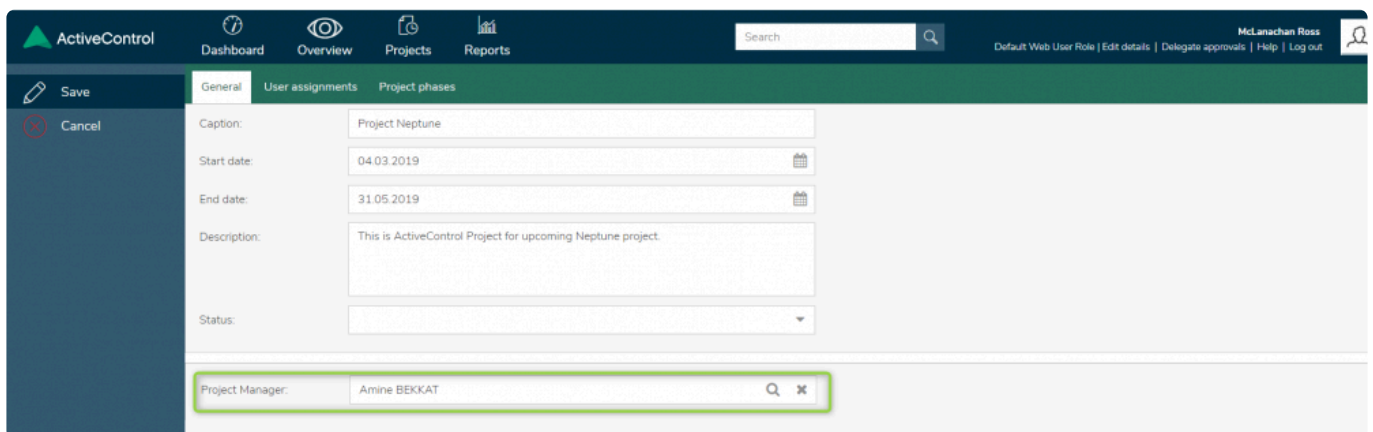 ActiveControl
Dashboard
Overview
Projects
Reports
Search
McLanachan Ross
Default Web User Role | Edit details | Delegate approvals | Help | Log out
Save
Cancel
General
User assignments
Project phases
Caption:
Project Neptune
Start date:
04.03.2019
End date:
31.05.2019
Description:
This is ActiveControl Project for upcoming Neptune project.
Status:
Project Manager:
Amine BEKKAT